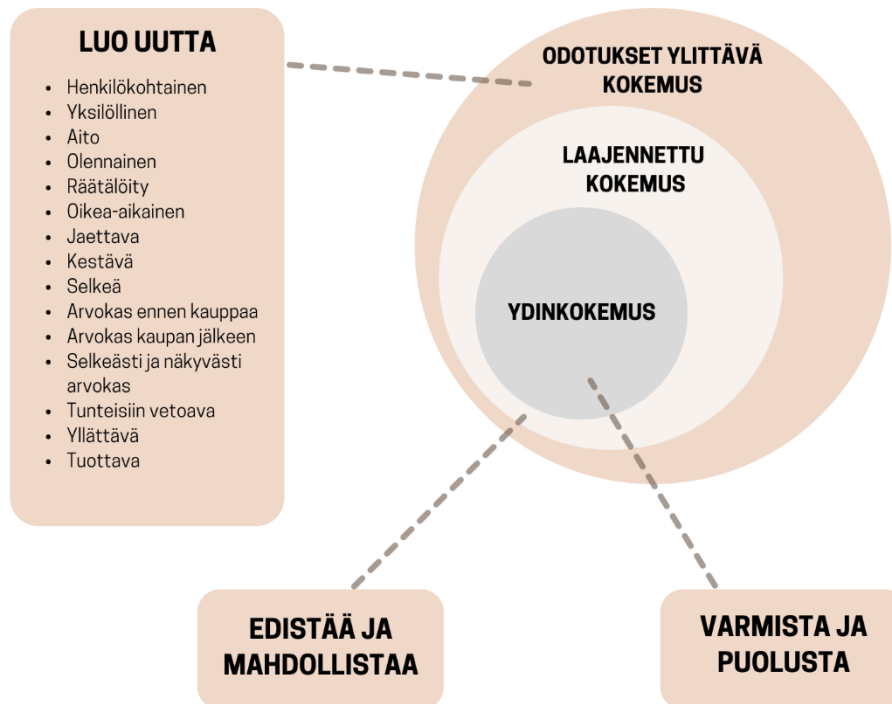 LUO UUTTA
• Henkilökohtainen
• Yksilöllinen
• Aito
• Olennainen
• Räätälöity
• Oikea-aikainen
• Jaettava
• Kestävä
• Selkeä
• Arvokas ennen kauppaa
• Arvokas kaupan jälkeen
• Selkeästi ja näkyvästi
arvokas
• Tunteisiin vetoava
• Yllättävä
• Tuottava
ODOTUKSET YLITTÄVÄ
KOKEMUS
LAAJENNETTU
KOKEMUS
YDINKOKEMUS
EDISTÄÄ JA
MAHDOLLISTAA
VARMISTA JA
PUOLUSTA